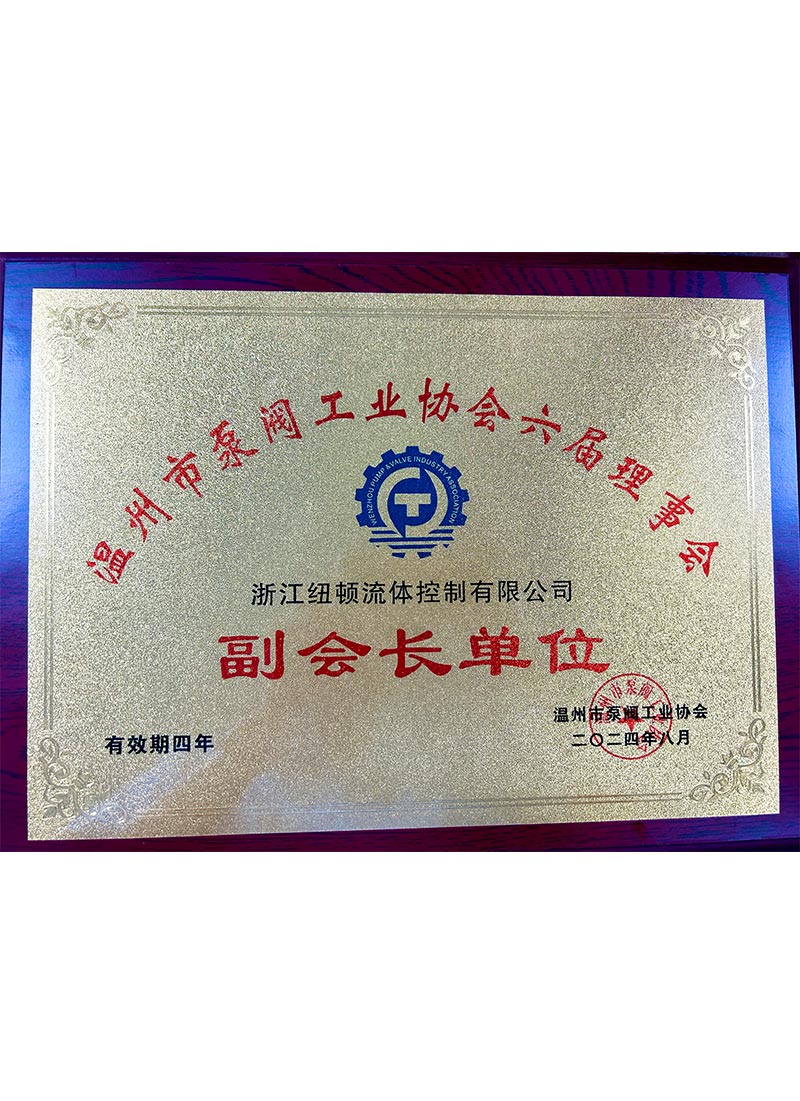 温州市泵阀工业协会六届理事会
WENZHOU PUMP & VALVE INDUSTRY ASSOCIATION
浙江纽顿流体控制有限公司
副会长单位
温州市泵阀工业协会
有效期四年
二〇二四年八月